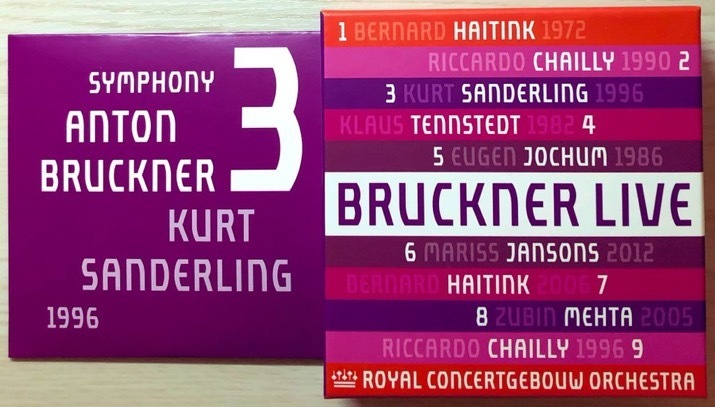 SYMPHONY 3
ANTON
BRUCKNER
KURT
SANDERLING
1996
1 BERNARD HAITINK 1972
RICCARDO CHAILLY 1990 2
3 KURT SANDERLING 1996
KLAUS TENNSTEDT 1982 4
5 EUGEN JOCHUM 1986
BRUCKNER LIVE
6 MARISS JANSONS 2012
BERNARD HAITINK 2006 7
8 ZUBIN MEHTA 2005
RICCARDO CHAILLY 1996 9
ROYAL CONCERTGEBOUW ORCHESTRA